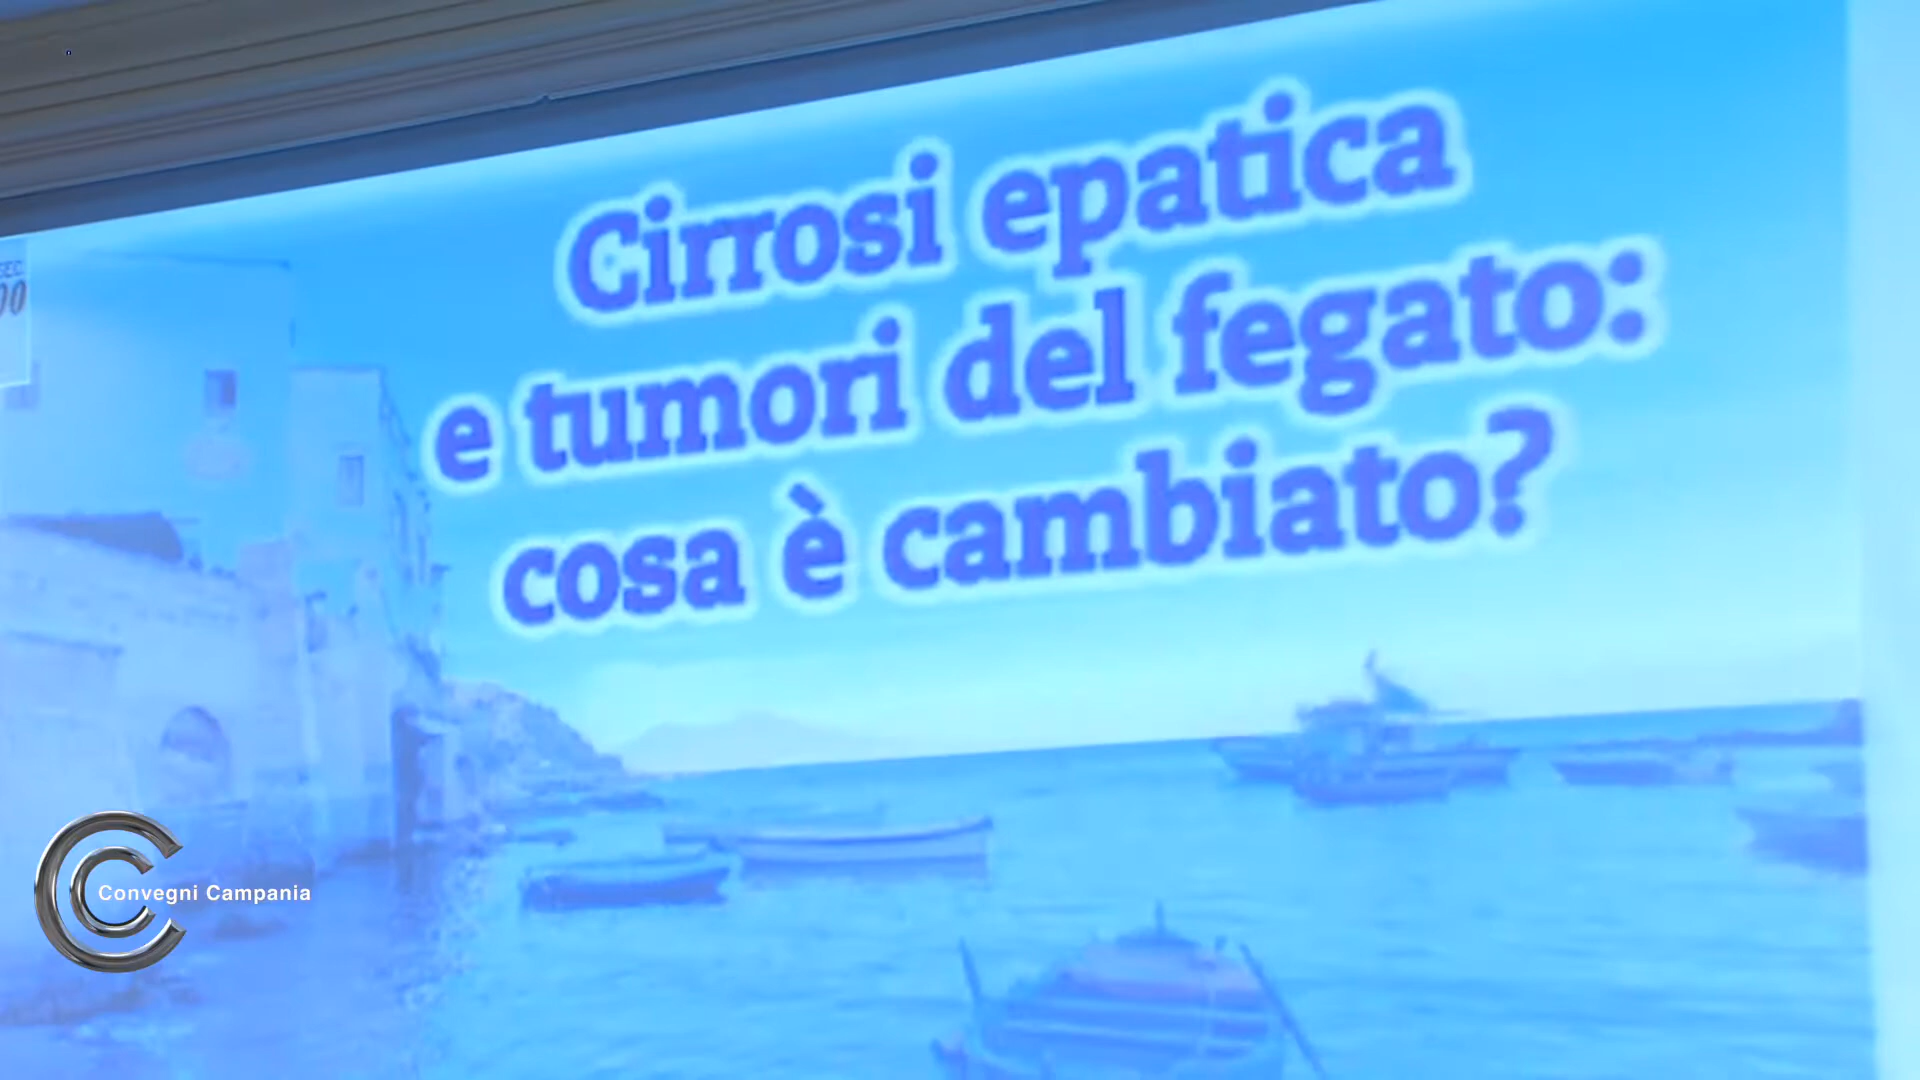 Cirrosi epatica
e tumori del fegato:
cosa è cambiato?
Convegni Campania